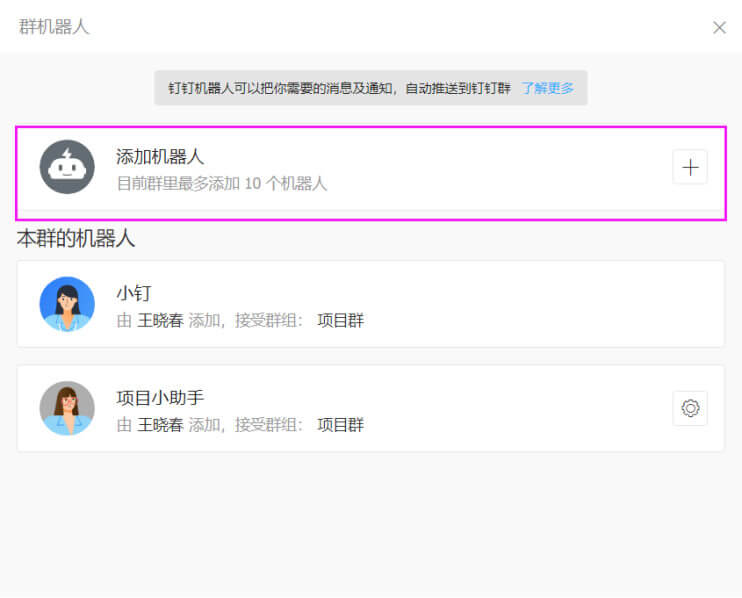 群机器人
钉钉机器人可以把你需要的消息及通知，自动推送到钉钉群 了解更多
添加机器人
目前群里最多添加 10 个机器人
本群的机器人
小钉
由 王晓春 添加，接受群组： 项目群
项目小助手
由 王晓春 添加，接受群组： 项目群